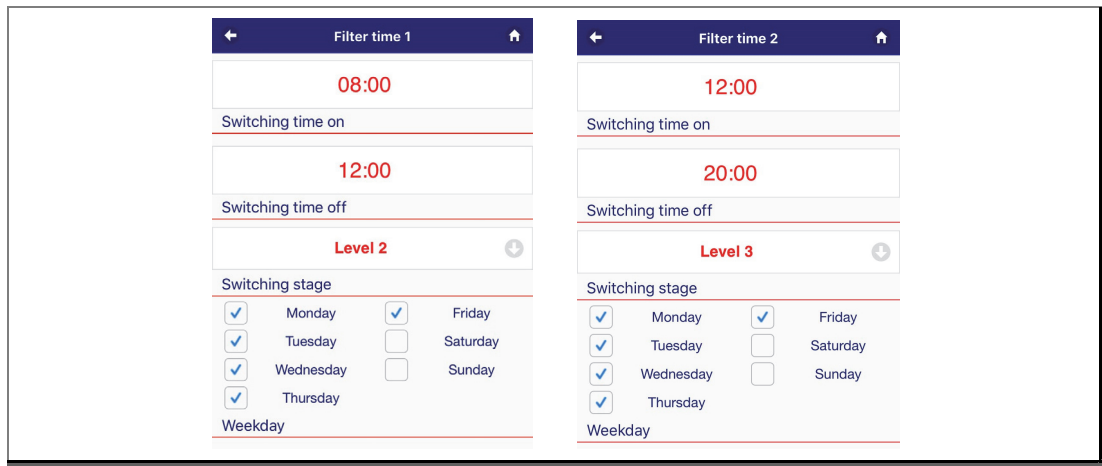 Filter time 1
08:00
Switching time on
12:00
Switching time off
Level 2
Switching stage
Monday Friday
Tuesday Saturday
Wednesday Sunday
Thursday
Weekday
Filter time 2
12:00
Switching time on
20:00
Switching time off
Level 3
Switching stage
Monday Friday
Tuesday Saturday
Wednesday Sunday
Thursday
Weekday